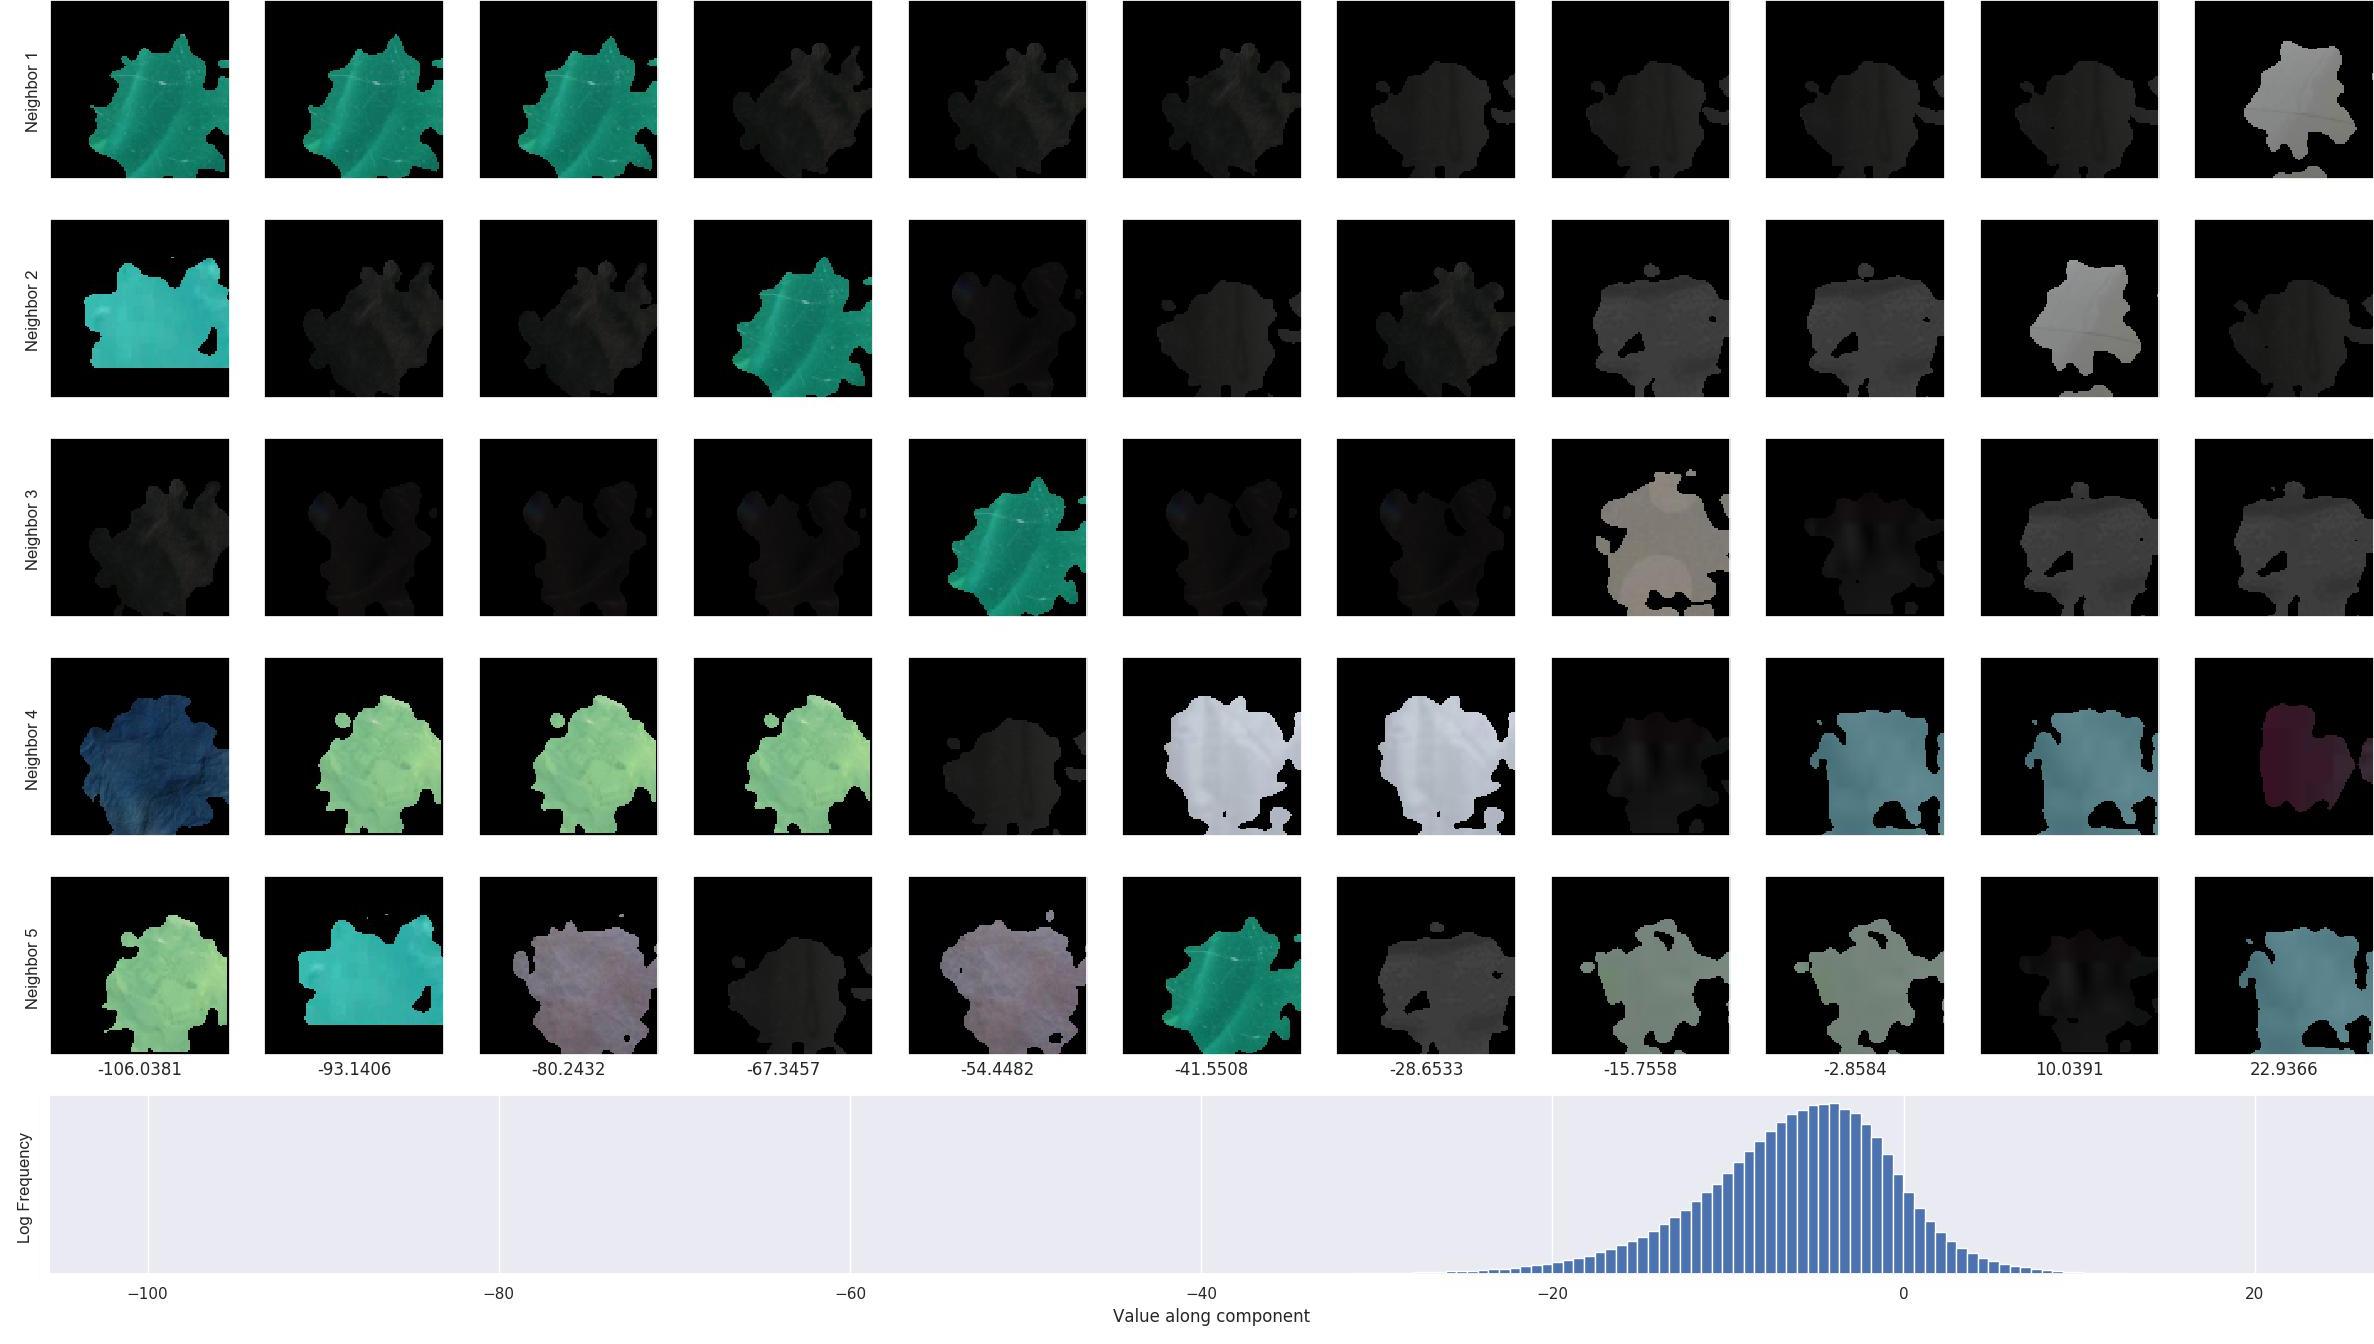 Neighbor 1
Neighbor 2
Neighbor 3
Neighbor 4
Neighbor 5
-106.0381 -93.1406 -80.2432 -67.3457 -54.4482 -41.5508 -28.6533 -15.7558 -2.8584 10.0391 22.9366
Log Frequency
−100 −80 −60 −40 −20 0 20
Value along component